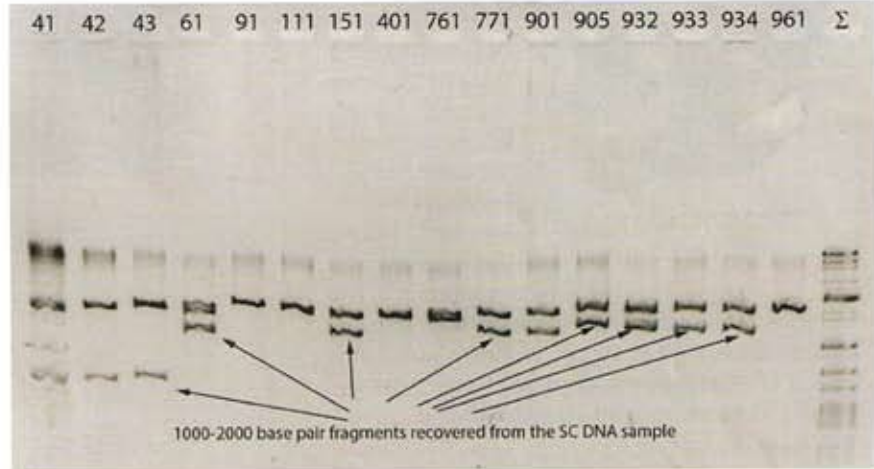 41 42 43 61 91 111 151 401 761 771 901 905 932 933 934 961 Σ
1000-2000 base pair fragments recovered from the SC DNA sample